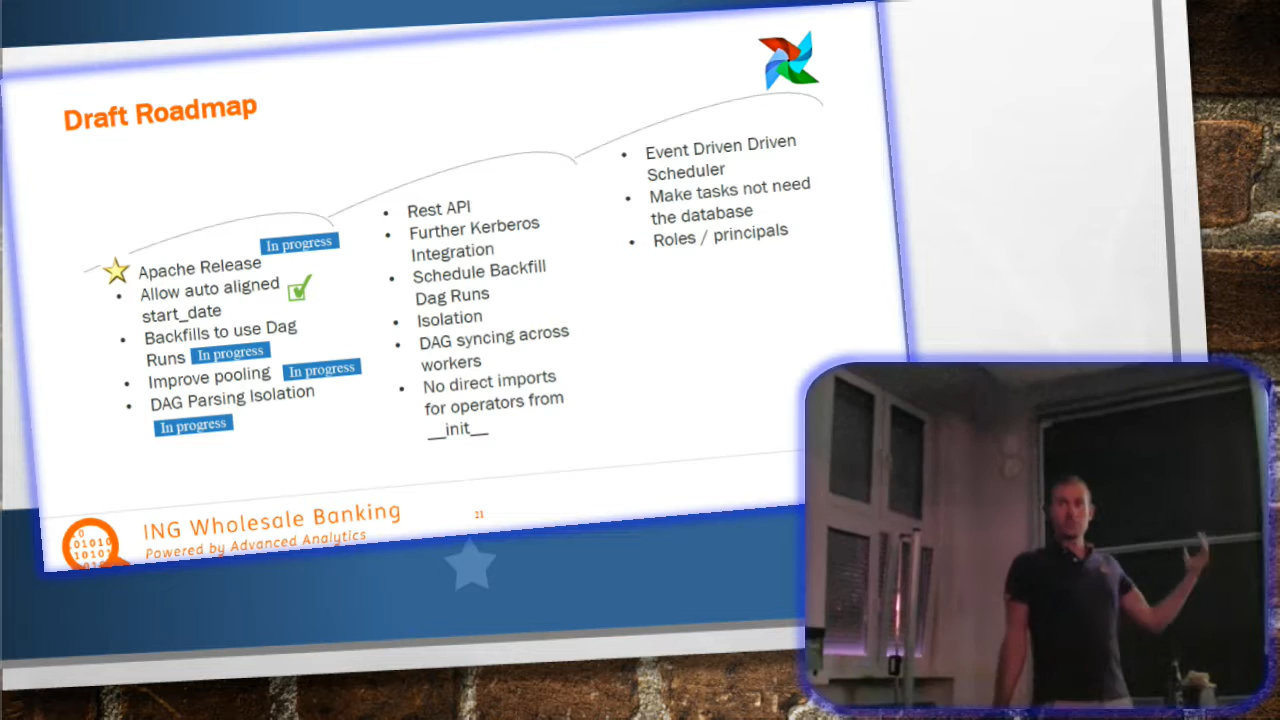 Draft Roadmap
In progress
Apache Release
• Allow auto aligned
start_date
• Backfills to use Dag
Runs In progress
• Improve pooling In progress
• DAG Parsing Isolation
In progress
• Rest API
• Further Kerberos
Integration
• Schedule Backfill
Dag Runs
• Isolation
• DAG syncing across
workers
• No direct imports
for operators from
__init__
• Event Driven Driven
Scheduler
• Make tasks not need
the database
• Roles / principals
ING Wholesale Banking
Powered by Advanced Analytics
21